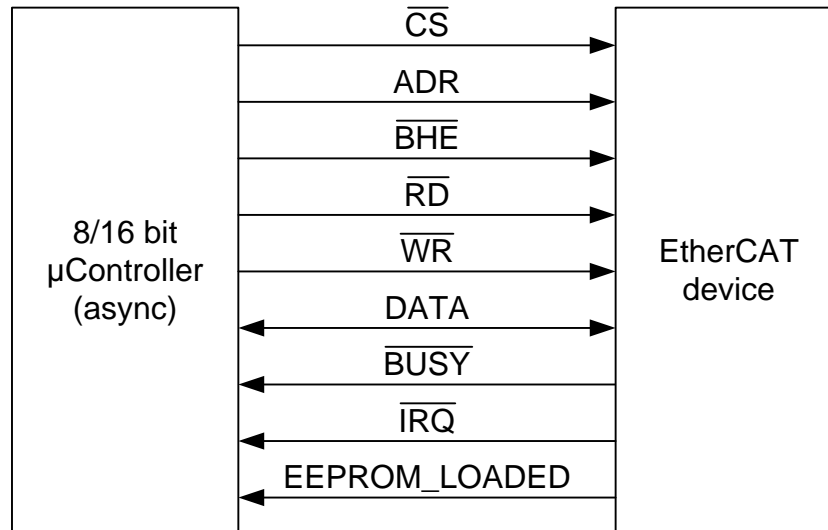 CS
ADR
BHE
RD
WR
DATA
BUSY
IRQ
EEPROM_LOADED
8/16 bit
µController
(async)
EtherCAT
device